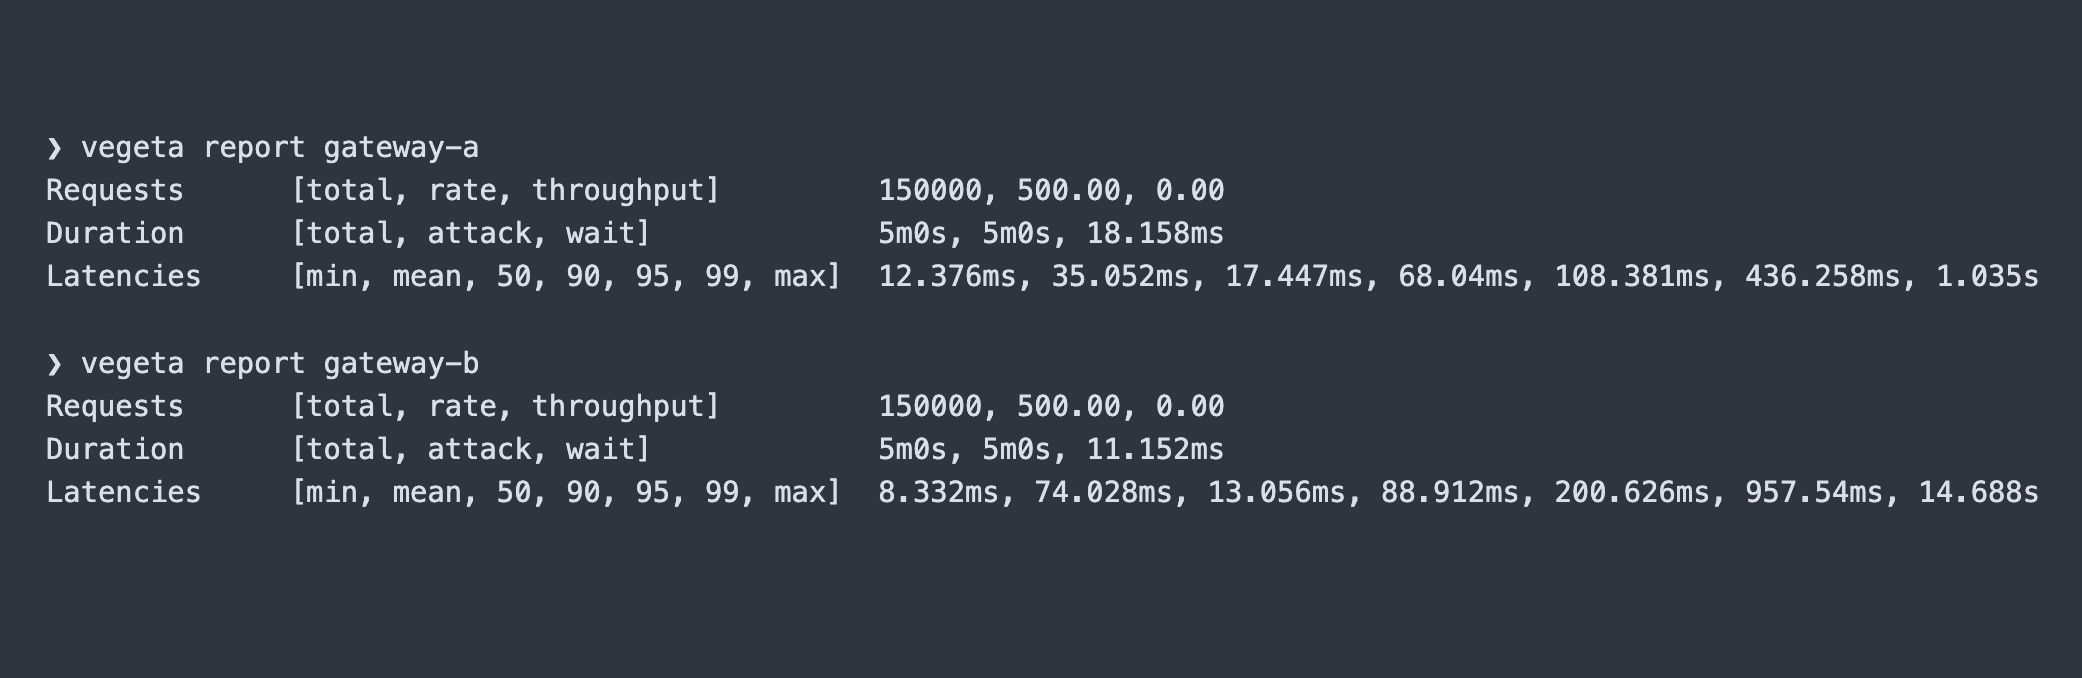 ❯ vegeta report gateway-a
Requests      [total, rate, throughput]         150000, 500.00, 0.00
Duration      [total, attack, wait]             5m0s, 5m0s, 18.158ms
Latencies     [min, mean, 50, 90, 95, 99, max]  12.376ms, 35.052ms, 17.447ms, 68.04ms, 108.381ms, 436.258ms, 1.035s
❯ vegeta report gateway-b
Requests      [total, rate, throughput]         150000, 500.00, 0.00
Duration      [total, attack, wait]             5m0s, 5m0s, 11.152ms
Latencies     [min, mean, 50, 90, 95, 99, max]  8.332ms, 74.028ms, 13.056ms, 88.912ms, 200.626ms, 957.54ms, 14.688s